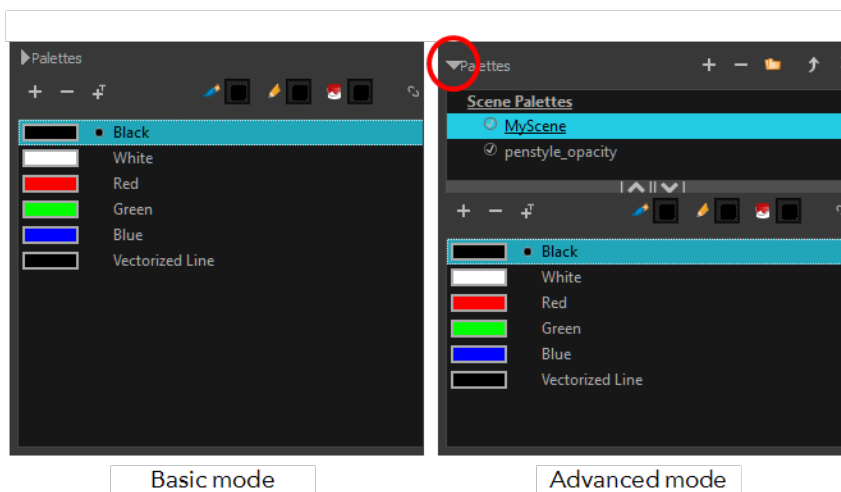 Palettes
Black
White
Red
Green
Blue
Vectorized Line
Basic mode
Palettes
Scene Palettes
MyScene
penstyle_opacity
Black
White
Red
Green
Blue
Vectorized Line
Advanced mode